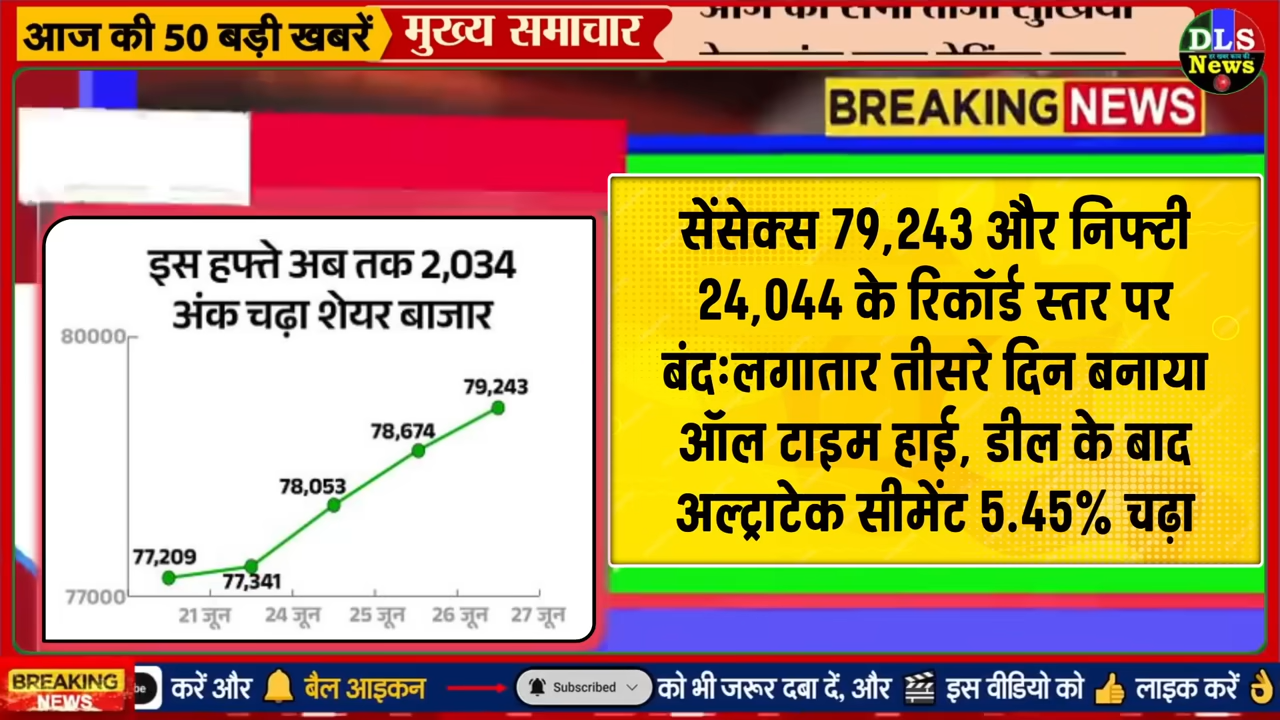 आज की 50 बड़ी खबरें
मुख्य समाचार
DLS
News
BREAKING NEWS
इस हफ्ते अब तक 2,034
अंक चढ़ा शेयर बाजार
80000
79,243
78,674
78,053
77,209
77,341
77000
21 जून 24 जून 25 जून 26 जून 27 जून
सेंसेक्स 79,243 और निफ्टी
24,044 के रिकॉर्ड स्तर पर
बंदः लगातार तीसरे दिन बनाया
ऑल टाइम हाई, डील के बाद
अल्ट्राटेक सीमेंट 5.45% चढ़ा
BREAKING
NEWS
करें और बैल आइकन Subscribed को भी जरूर दबा दें, और इस वीडियो को लाइक करें